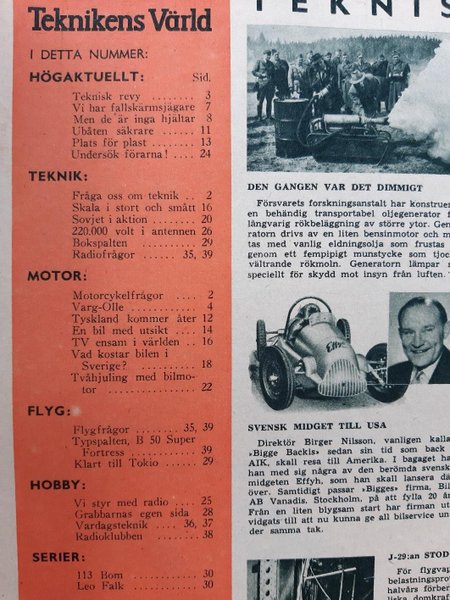 Teknikens Värld
I DETTA NUMMER:
HÖGAKTUELLT: Sid.
Teknisk revy ........ 3
Vi har fallskärmsjägare 7
Men de är inga hjältar 8
Ubåten säkrare ...... 11
Plats för plast ....... 13
Undersök förarna! .... 24
TEKNIK:
Fråga oss om teknik .. 2
Skala i stort och smått 16
Sovjet i aktion ....... 20
220.000 volt i antennen 26
Bokspalten .......... 29
Radiofrågor ...... 35, 39
MOTOR:
Motorcykelfrågor .... 2
Varg-Olle ............ 4
Tyskland kommer åter 12
En bil med utsikt .... 14
TV ensam i världen .. 16
Vad kostar bilen i
Sverige? .......... 18
Tvåhjuling med bilmo-
tor .............. 22
FLYG:
Flygfrågor ....... 35, 39
Typspalten, B 50 Super
Fortress .......... 39
Klart till Tokio ...... 29
HOBBY:
Vi styr med radio .... 25
Grabbarnas egen sida 28
Vardagsteknik .... 36, 37
Radioklubben ........ 38
SERIER:
113 Bom ............ 30
Leo Falk ............ 30
TEKNIS
DEN GANGEN VAR DET DIMMIGT
Försvarets forskningsanstalt har konstruer
en behändig transportabel oljegenerator f
långvarig rökbeläggning av större ytor. Gene
ratorn drivs av en liten bensinmotor och m
tas med vanlig eldningsolja som frustas
genom ett fempipigt munstycke som tjoc
vältrande rökmoln. Generatorn lämpar s
speciellt för skydd mot insyn från luften.
Effyh
SVENSK MIDGET TILL USA
Direktör Birger Nilsson, vanligen kalla
»Bigge Backis» sedan sin tid som back
AIK, skall resa till Amerika. I bagaget ha
han med sig några av den berömda svensk
midgeten Effyh, som han skall demonstrera
över. Samtidigt passar »Bigges» firma, Bil
AB Vanadis, Stockholm, på att fylla 20 år
Från en liten blygsam start har firman ut
vidgats till att nu kunna ge all bilservice un
der samma tak.
J-29:an STOD
För flygvap
belastningsprov
halvårs förber
liska domkraf